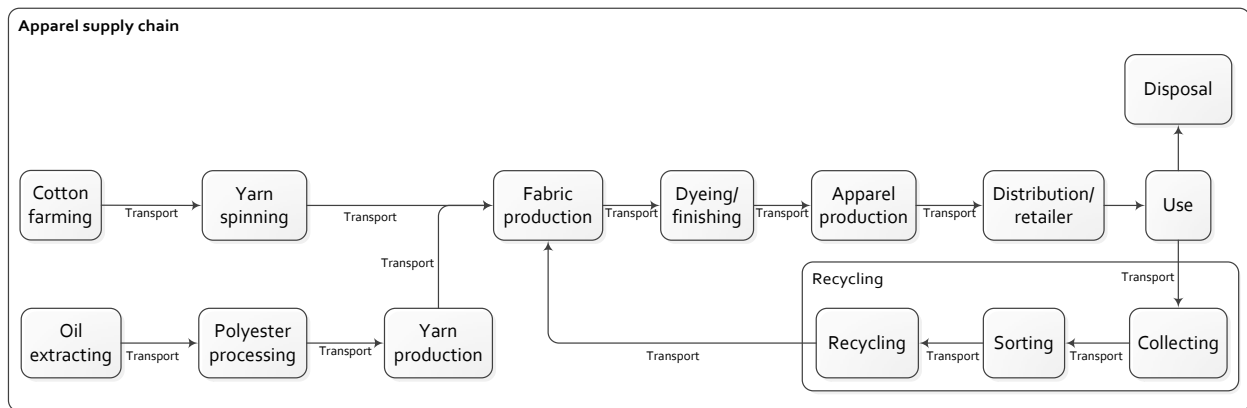 Apparel supply chain
Disposal
Cotton
farming
Transport
Yarn
spinning
Transport
Fabric
production
Transport
Dyeing/
finishing
Transport
Apparel
production
Transport
Distribution/
retailer
Use
Transport
Transport
Recycling
Oil
extracting
Transport
Polyester
processing
Transport
Yarn
production
Transport
Recycling
Transport
Sorting
Transport
Collecting